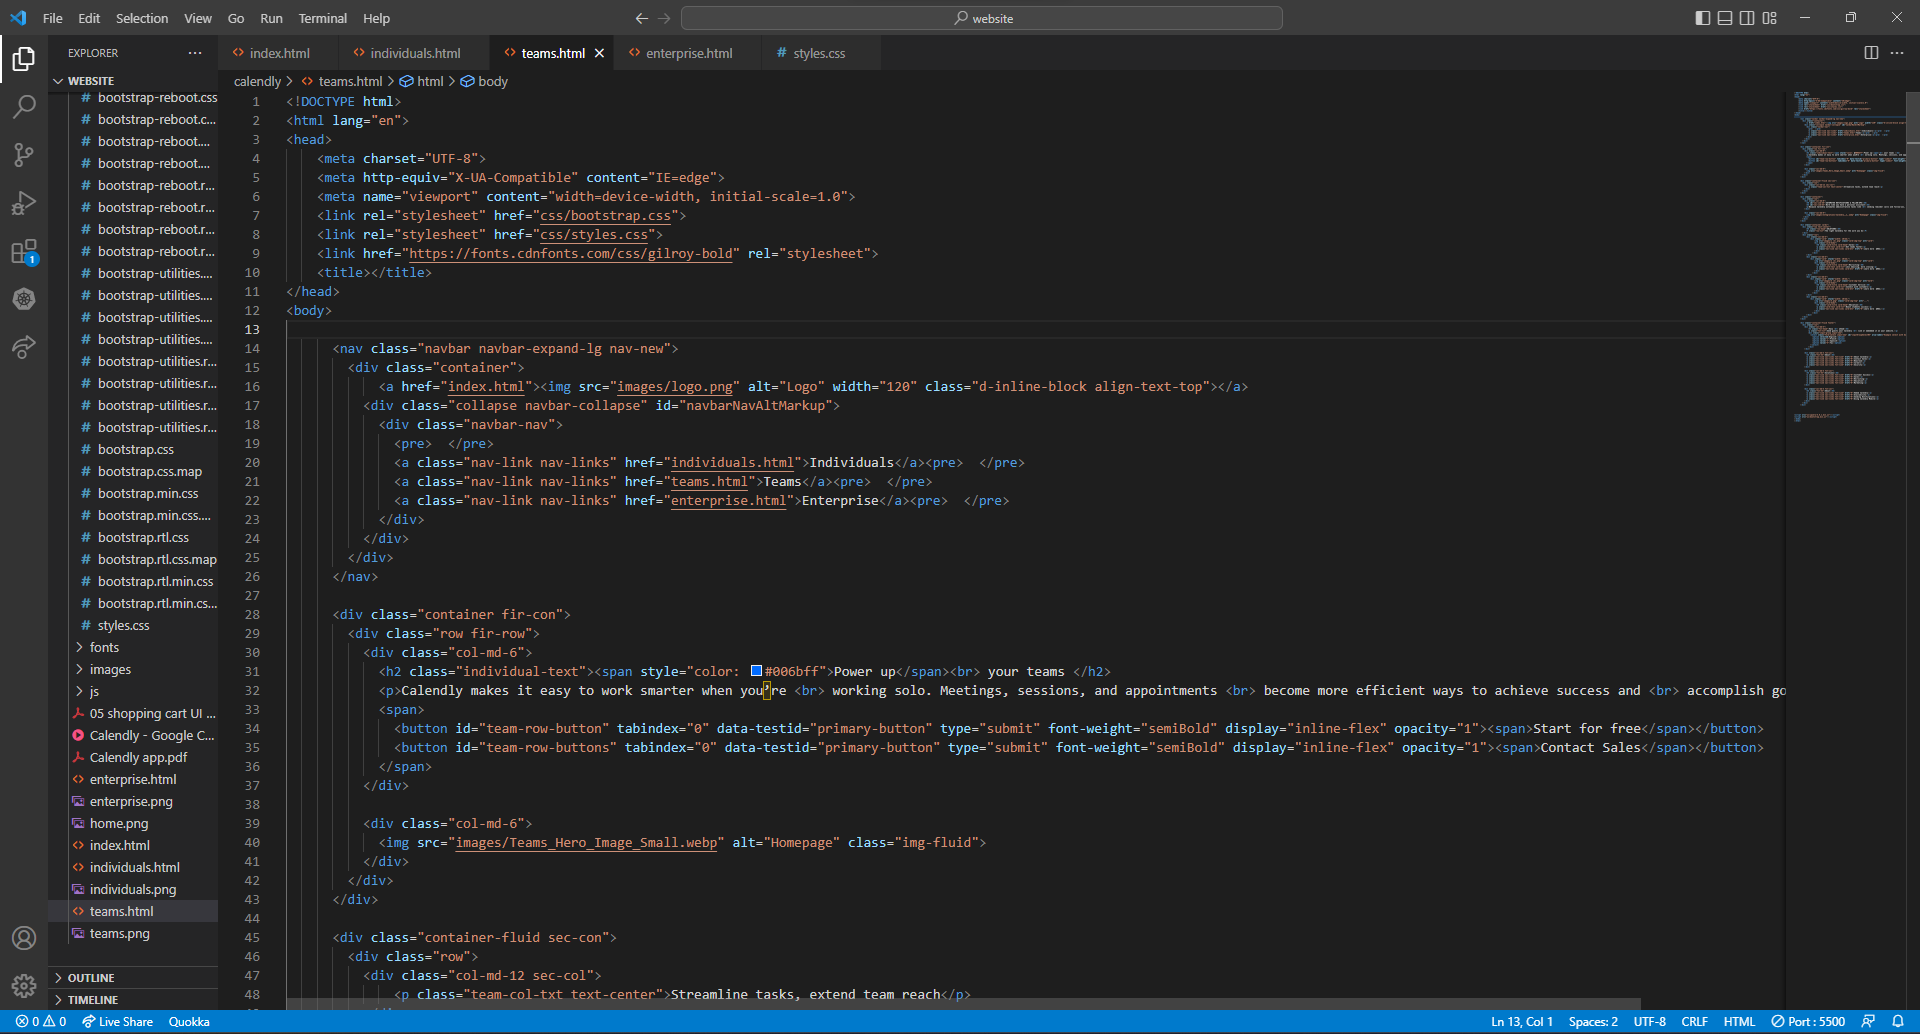 File Edit Selection View Go Run Terminal Help
website
EXPLORER
index.html
individuals.html
teams.html
enterprise.html
# styles.css
WEBSITE
calendly > teams.html > html > body
# bootstrap-reboot.css
# bootstrap-reboot.c...
# bootstrap-reboot....
# bootstrap-reboot....
# bootstrap-reboot.r...
# bootstrap-reboot.r...
# bootstrap-reboot.r...
# bootstrap-reboot.r...
# bootstrap-utilities....
# bootstrap-utilities....
# bootstrap-utilities....
# bootstrap-utilities....
# bootstrap-utilities.r...
# bootstrap-utilities.r...
# bootstrap-utilities.r...
# bootstrap-utilities.r...
# bootstrap.css
# bootstrap.css.map
# bootstrap.min.css
# bootstrap.min.css....
# bootstrap.rtl.css
# bootstrap.rtl.css.map
# bootstrap.rtl.min.css
# bootstrap.rtl.min.cs...
# styles.css
> fonts
> images
> js
05 shopping cart UI ...
Calendly - Google C...
Calendly app.pdf
enterprise.html
enterprise.png
home.png
index.html
individuals.html
individuals.png
teams.html
teams.png
OUTLINE
TIMELINE
1
1 <!DOCTYPE html>
2 <html lang="en">
3 <head>
4 <meta charset="UTF-8">
5 <meta http-equiv="X-UA-Compatible" content="IE=edge">
6 <meta name="viewport" content="width=device-width, initial-scale=1.0">
7 <link rel="stylesheet" href="css/bootstrap.css">
8 <link rel="stylesheet" href="css/styles.css">
9 <link href="https://fonts.cdnfonts.com/css/gilroy-bold" rel="stylesheet">
10 <title></title>
11 </head>
12 <body>
13
14 <nav class="navbar navbar-expand-lg nav-new">
15 <div class="container">
16 <a href="index.html"><img src="images/logo.png" alt="Logo" width="120" class="d-inline-block align-text-top"></a>
17 <div class="collapse navbar-collapse" id="navbarNavAltMarkup">
18 <div class="navbar-nav">
19 <pre>  </pre>
20 <a class="nav-link nav-links" href="individuals.html">Individuals</a><pre>  </pre>
21 <a class="nav-link nav-links" href="teams.html">Teams</a><pre>  </pre>
22 <a class="nav-link nav-links" href="enterprise.html">Enterprise</a><pre>  </pre>
23 </div>
24 </div>
25 </div>
26 </nav>
27
28 <div class="container fir-con">
29 <div class="row fir-row">
30 <div class="col-md-6">
31 <h2 class="individual-text"><span style="color: #006bff">Power up</span><br> your teams </h2>
32 <p>Calendly makes it easy to work smarter when you’re <br> working solo. Meetings, sessions, and appointments <br> become more efficient ways to achieve success and <br> accomplish go
33 <span>
34 <button id="team-row-button" tabindex="0" data-testid="primary-button" type="submit" font-weight="semiBold" display="inline-flex" opacity="1"><span>Start for free</span></button>
35 <button id="team-row-buttons" tabindex="0" data-testid="primary-button" type="submit" font-weight="semiBold" display="inline-flex" opacity="1"><span>Contact Sales</span></button>
36 </span>
37 </div>
38
39 <div class="col-md-6">
40 <img src="images/Teams_Hero_Image_Small.webp" alt="Homepage" class="img-fluid">
41 </div>
42 </div>
43 </div>
44
45 <div class="container-fluid sec-con">
46 <div class="row">
47 <div class="col-md-12 sec-col">
48 <p class="team-col-txt text-center">Streamline tasks, extend team reach</p>
0 0 Live Share Quokka
Ln 13, Col 1 Spaces: 2 UTF-8 CRLF HTML Port : 5500